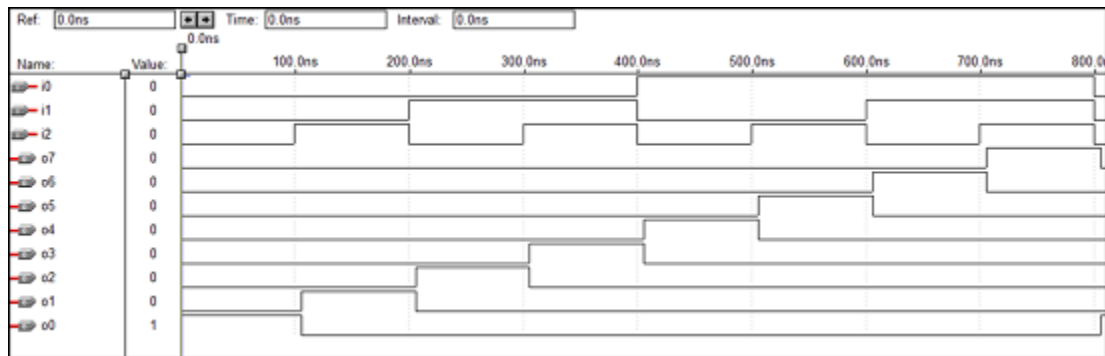 Ref: 0.0ns Time: 0.0ns Interval: 0.0ns
0.0ns
Name: Value: 100.0ns 200.0ns 300.0ns 400.0ns 500.0ns 600.0ns 700.0ns 800.0
i0 0
i1 0
i2 0
o7 0
o6 0
o5 0
o4 0
o3 0
o2 0
o1 0
o0 1